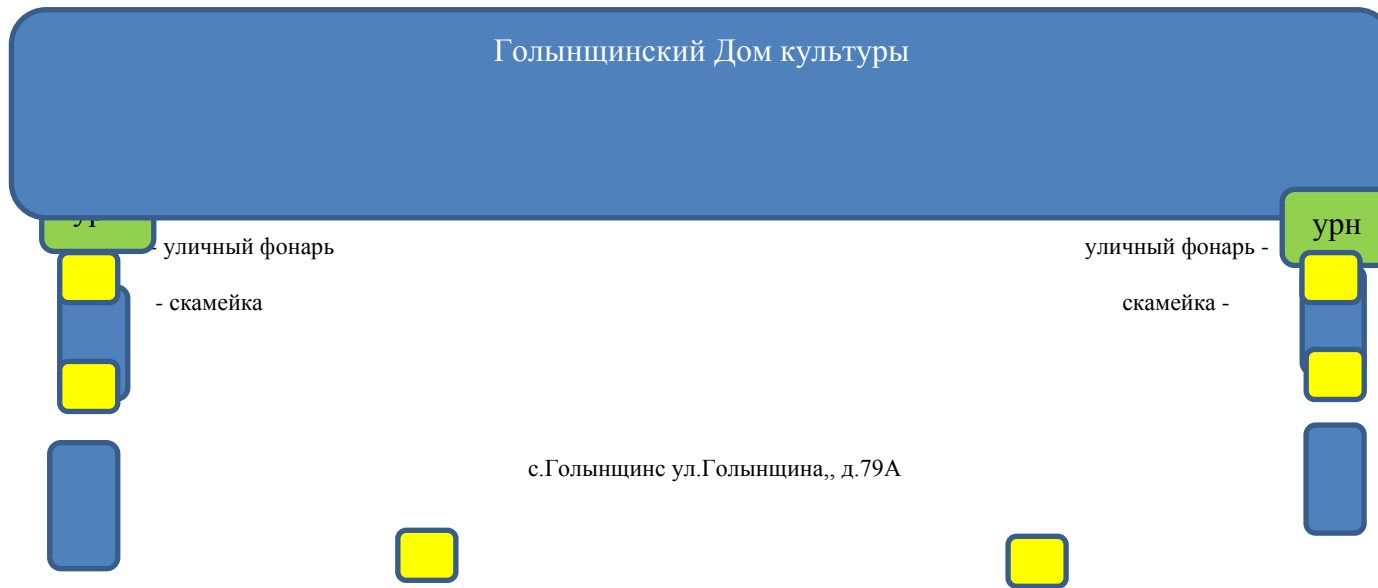 Голынщинский Дом культуры
урн
- уличный фонарь
уличный фонарь -
- скамейка
скамейка -
с.Голынщинс ул.Голынщина,, д.79А